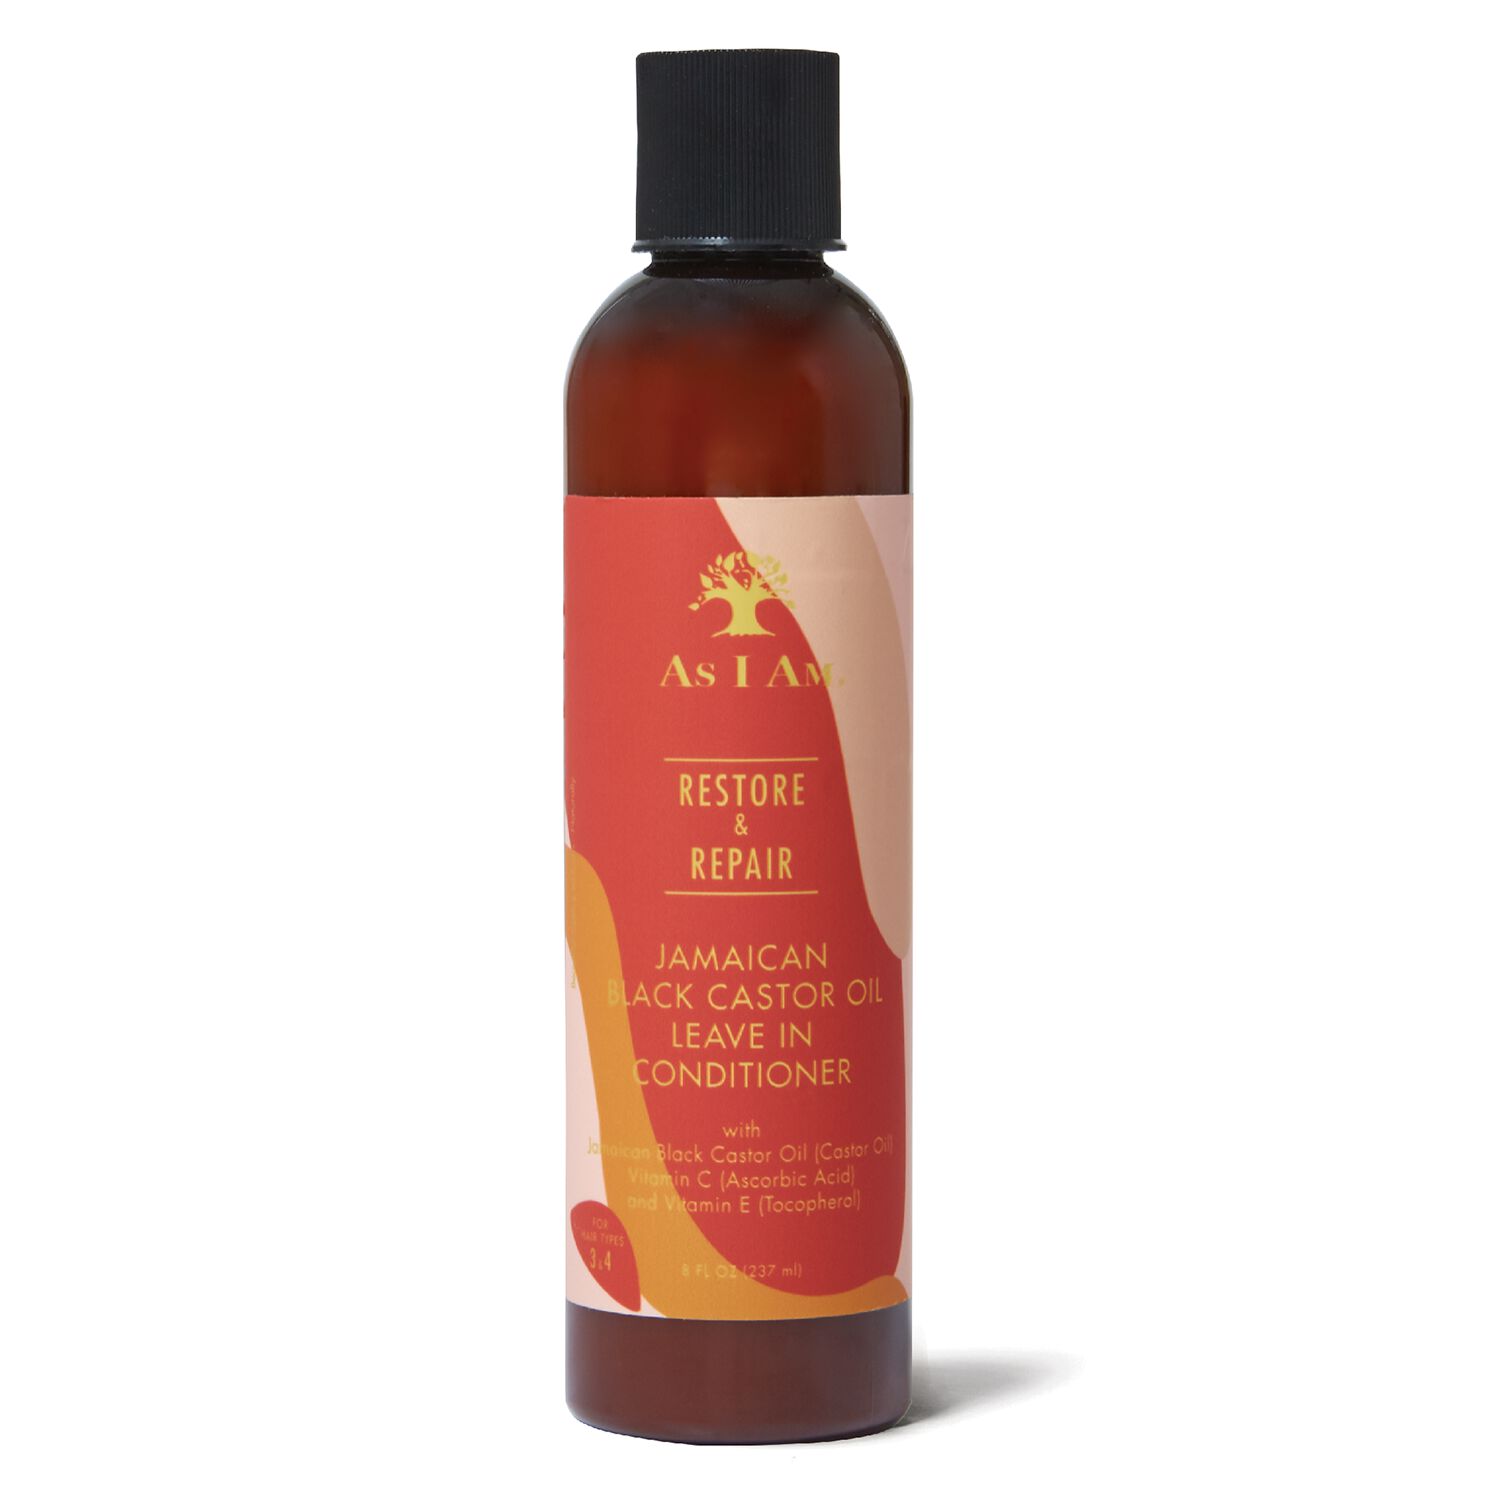 AS I AM.
RESTORE
&
REPAIR
JAMAICAN
BLACK CASTOR OIL
LEAVE IN
CONDITIONER
with
Jamaican Black Castor Oil (Castor Oil)
Vitamin C (Ascorbic Acid)
and Vitamin E (Tocopherol)
FOR
HAIR TYPES
3 & 4
8 FL OZ (237 ml)